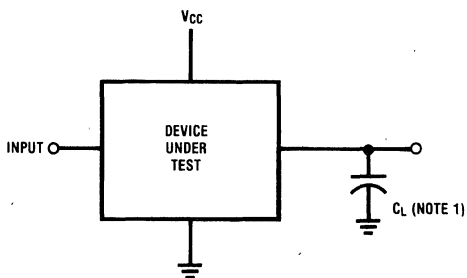 VCC
INPUT
DEVICE
UNDER
TEST
CL (NOTE 1)